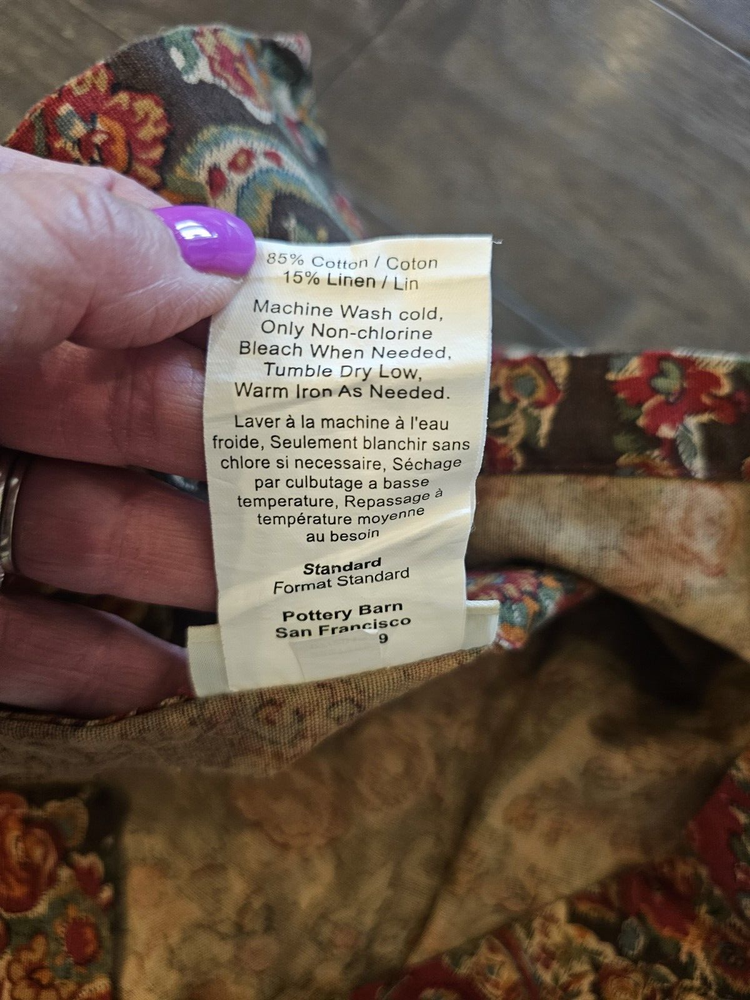 85% Cotton / Coton
15% Linen / Lin
Machine Wash cold,
Only Non-chlorine
Bleach When Needed,
Tumble Dry Low,
Warm Iron As Needed.
Laver à la machine à l'eau
froide, Seulement blanchir sans
chlore si necessaire, Séchage
par culbutage a basse
temperature, Repassage à
température moyenne
au besoin
Standard
Format Standard
Pottery Barn
San Francisco
9